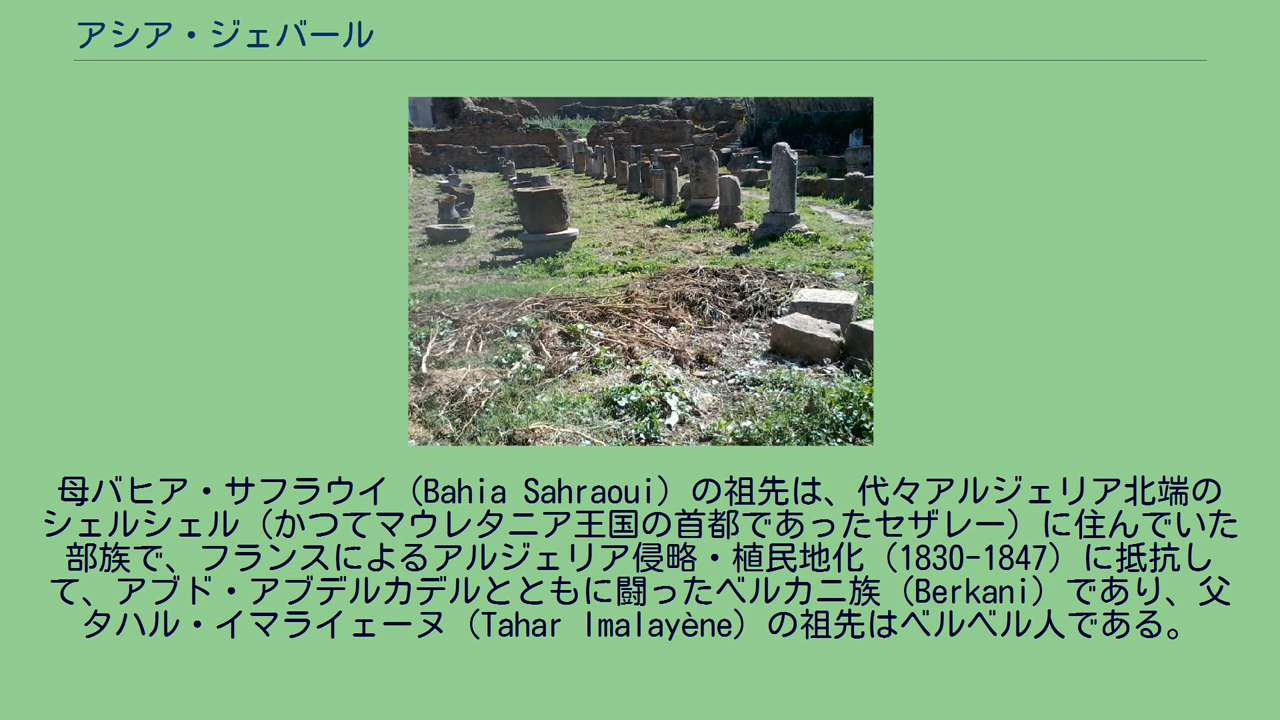 アシア・ジェバール
母バヒア・サフラウイ（Bahia Sahraoui）の祖先は、代々アルジェリア北端の
シェルシェル（かつてマウレタニア王国の首都であったセザレー）に住んでいた
部族で、フランスによるアルジェリア侵略・植民地化（1830-1847）に抵抗し
て、アブド・アブデルカデルとともに闘ったベルカニ族（Berkani）であり、父
タハル・イマライェーヌ（Tahar Imalayène）の祖先はベルベル人である。